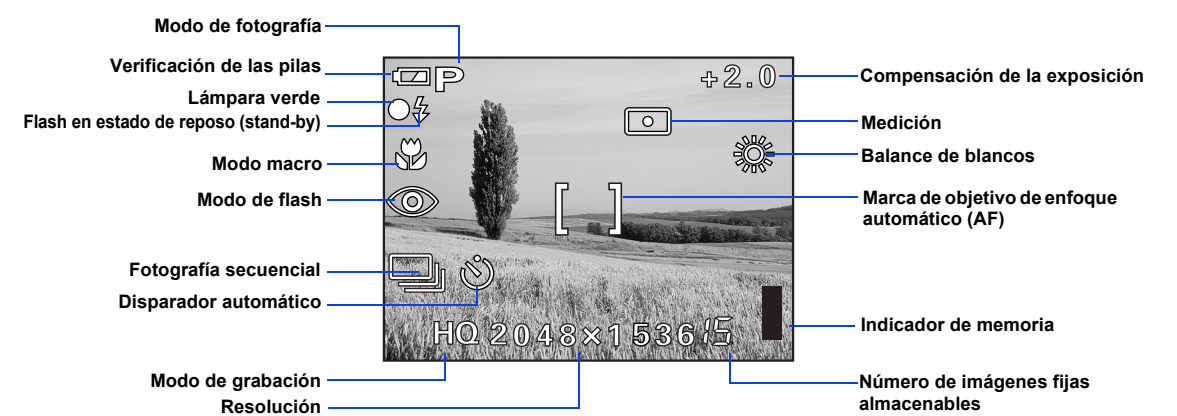 Modo de fotografía
Verificación de las pilas
Lámpara verde
Flash en estado de reposo (stand-by)
Modo macro
Modo de flash
Fotografía secuencial
Disparador automático
Modo de grabación
Resolución
P
+2.0
HQ 2048×1536 15
Compensación de la exposición
Medición
Balance de blancos
Marca de objetivo de enfoque
automático (AF)
Indicador de memoria
Número de imágenes fijas
almacenables